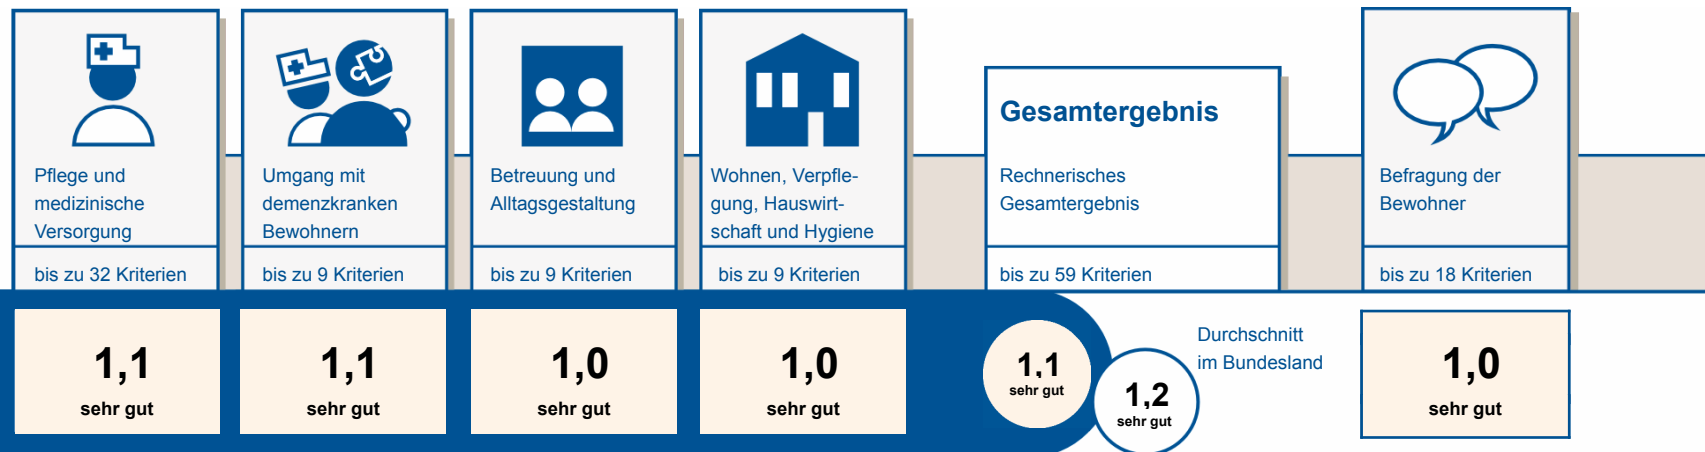 Pflege und
medizinische
Versorgung
bis zu 32 Kriterien
1,1
sehr gut
Umgang mit
demenzkranken
Bewohnern
bis zu 9 Kriterien
1,1
sehr gut
Betreuung und
Alltagsgestaltung
bis zu 9 Kriterien
1,0
sehr gut
Wohnen, Verpfle-
gung, Hauswirt-
schaft und Hygiene
bis zu 9 Kriterien
1,0
sehr gut
Gesamtergebnis
Rechnerisches
Gesamtergebnis
bis zu 59 Kriterien
1,1
sehr gut
Durchschnitt
im Bundesland
1,2
sehr gut
Befragung der
Bewohner
bis zu 18 Kriterien
1,0
sehr gut